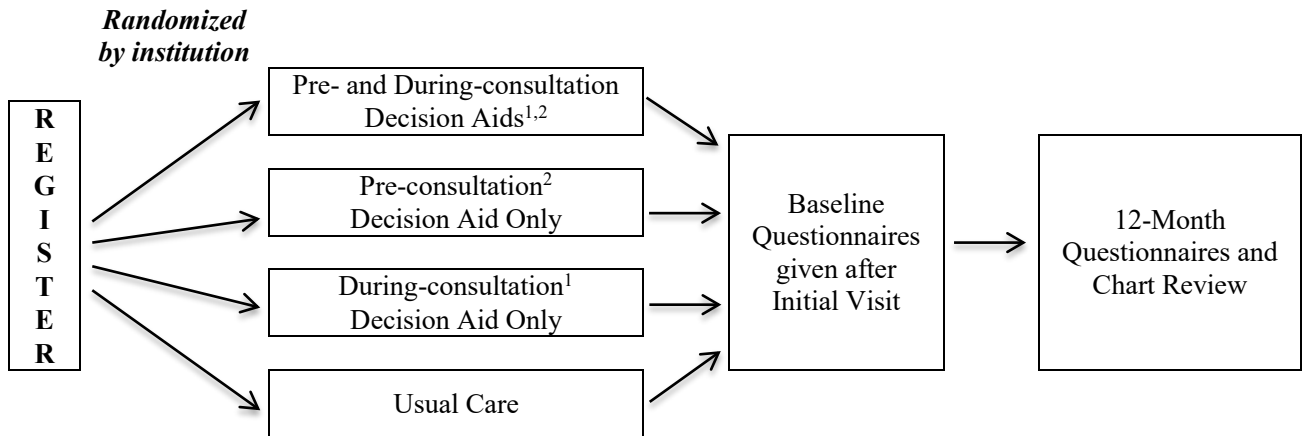 Randomized
by institution
R
E
G
I
S
T
E
R
Pre- and During-consultation
Decision Aids1,2
Pre-consultation2
Decision Aid Only
During-consultation1
Decision Aid Only
Usual Care
Baseline
Questionnaires
given after
Initial Visit
12-Month
Questionnaires and
Chart Review